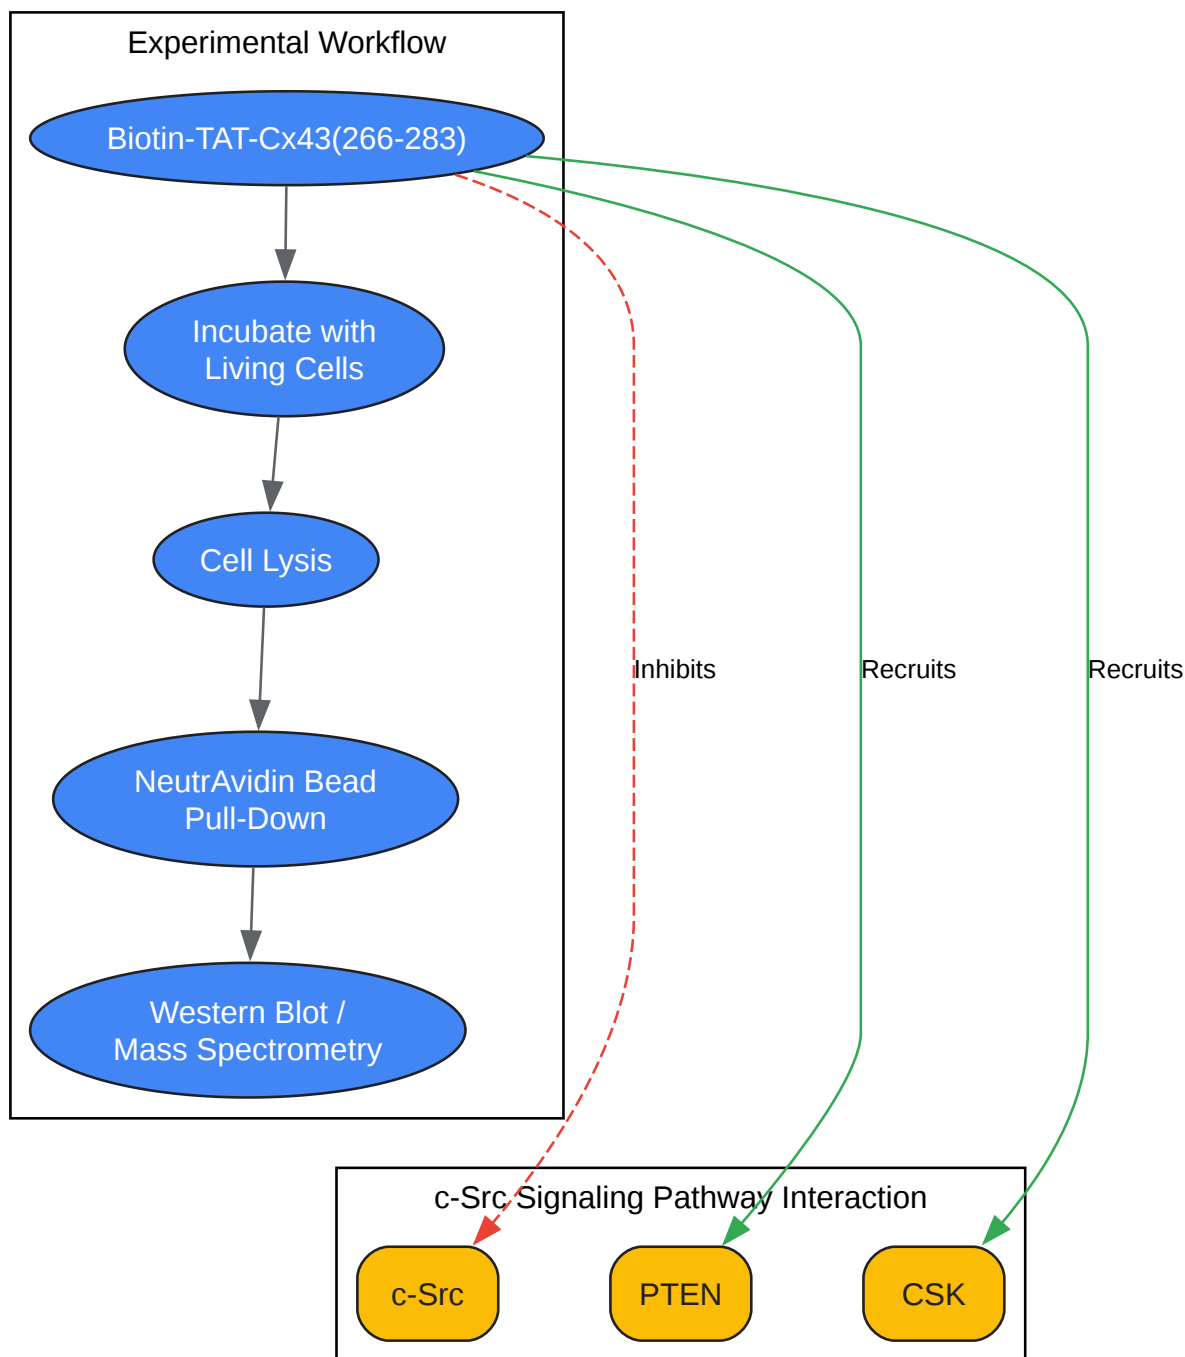 Experimental Workflow
Biotin-TAT-Cx43(266-283)
Incubate with
Living Cells
Cell Lysis
Inhibits
Recruits
Recruits
NeutrAvidin Bead
Pull-Down
Western Blot /
Mass Spectrometry
c-Src Signaling Pathway Interaction
c-Src
PTEN
CSK